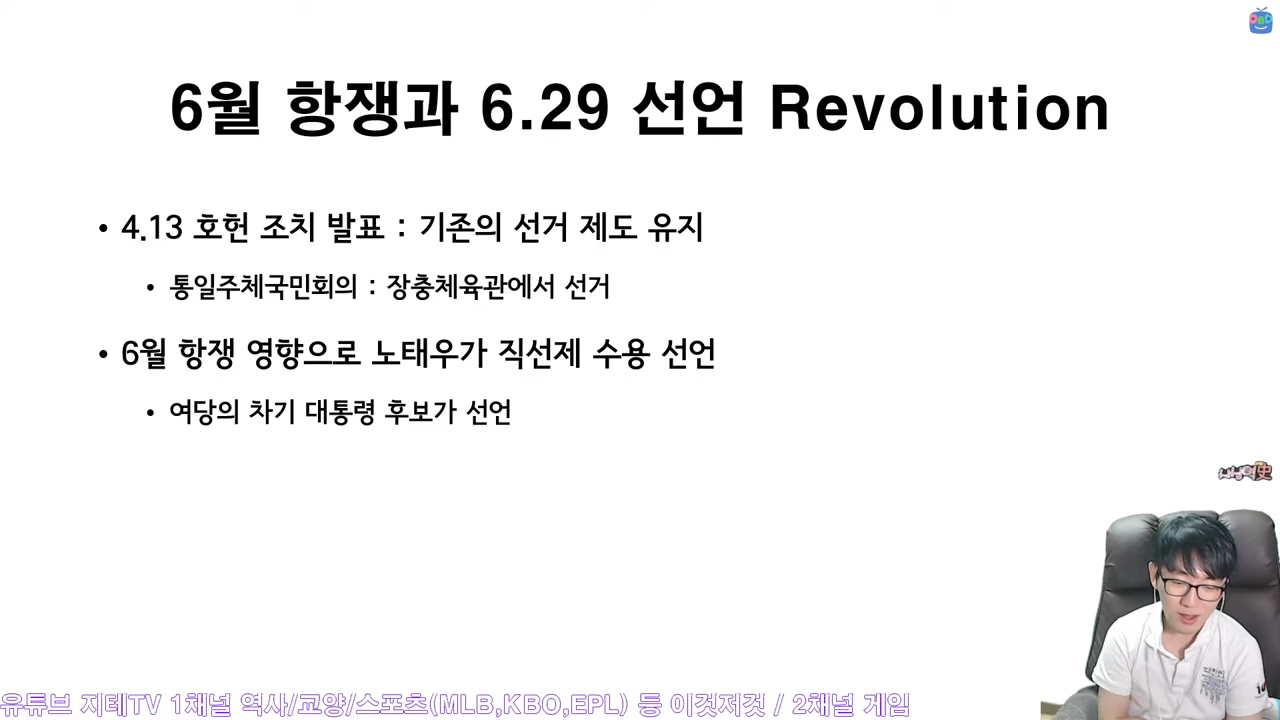 6월 항쟁과 6.29 선언 Revolution
• 4.13 호헌 조치 발표 : 기존의 선거 제도 유지
• 통일주체국민회의 : 장충체육관에서 선거
• 6월 항쟁 영향으로 노태우가 직선제 수용 선언
• 여당의 차기 대통령 후보가 선언
유튜브 지테TV 1채널 역사/교양/스포츠(MLB,KBO,EPL) 등 이것저것 / 2채널 게임